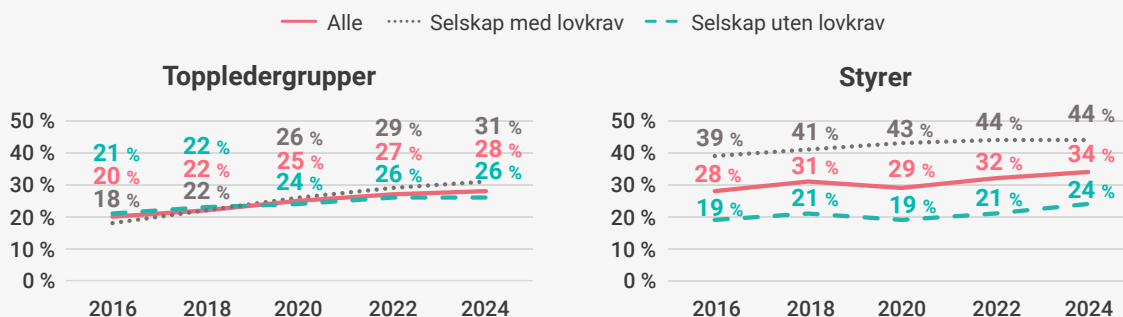 Alle Selskap med lovkrav Selskap uten lovkrav
Toppledergrupper
50 %
40 %
30 %
20 %
10 %
0 %
21 % 22 % 26 % 29 % 31 %
20 % 22 % 25 % 27 % 28 %
18 % 22 % 24 % 26 % 26 %
2016 2018 2020 2022 2024
Styrer
50 %
40 %
30 %
20 %
10 %
0 %
39 % 41 % 43 % 44 % 44 %
28 % 31 % 29 % 32 % 34 %
19 % 21 % 19 % 21 % 24 %
2016 2018 2020 2022 2024